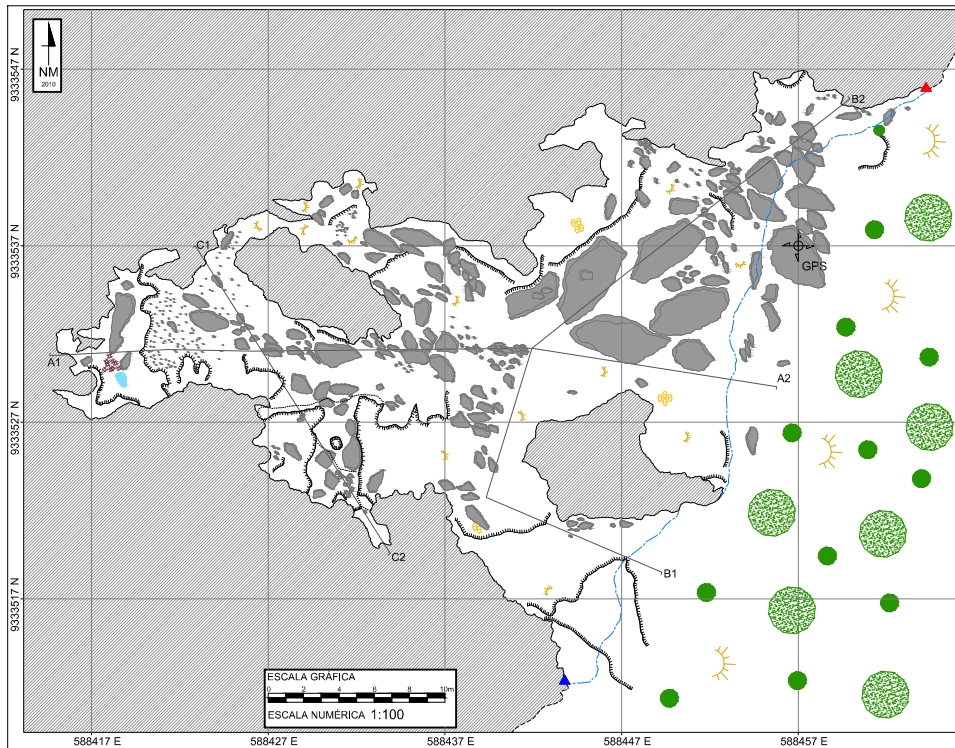 NM
2010
9333547 N
9333537 N
9333527 N
9333517 N
B2
C1
GPS
A1
A2
C2
B1
ESCALA GRÁFICA
0 2 4 6 8 10m
ESCALA NUMÉRICA 1:100
588417 E 588427 E 588437 E 588447 E 588457 E